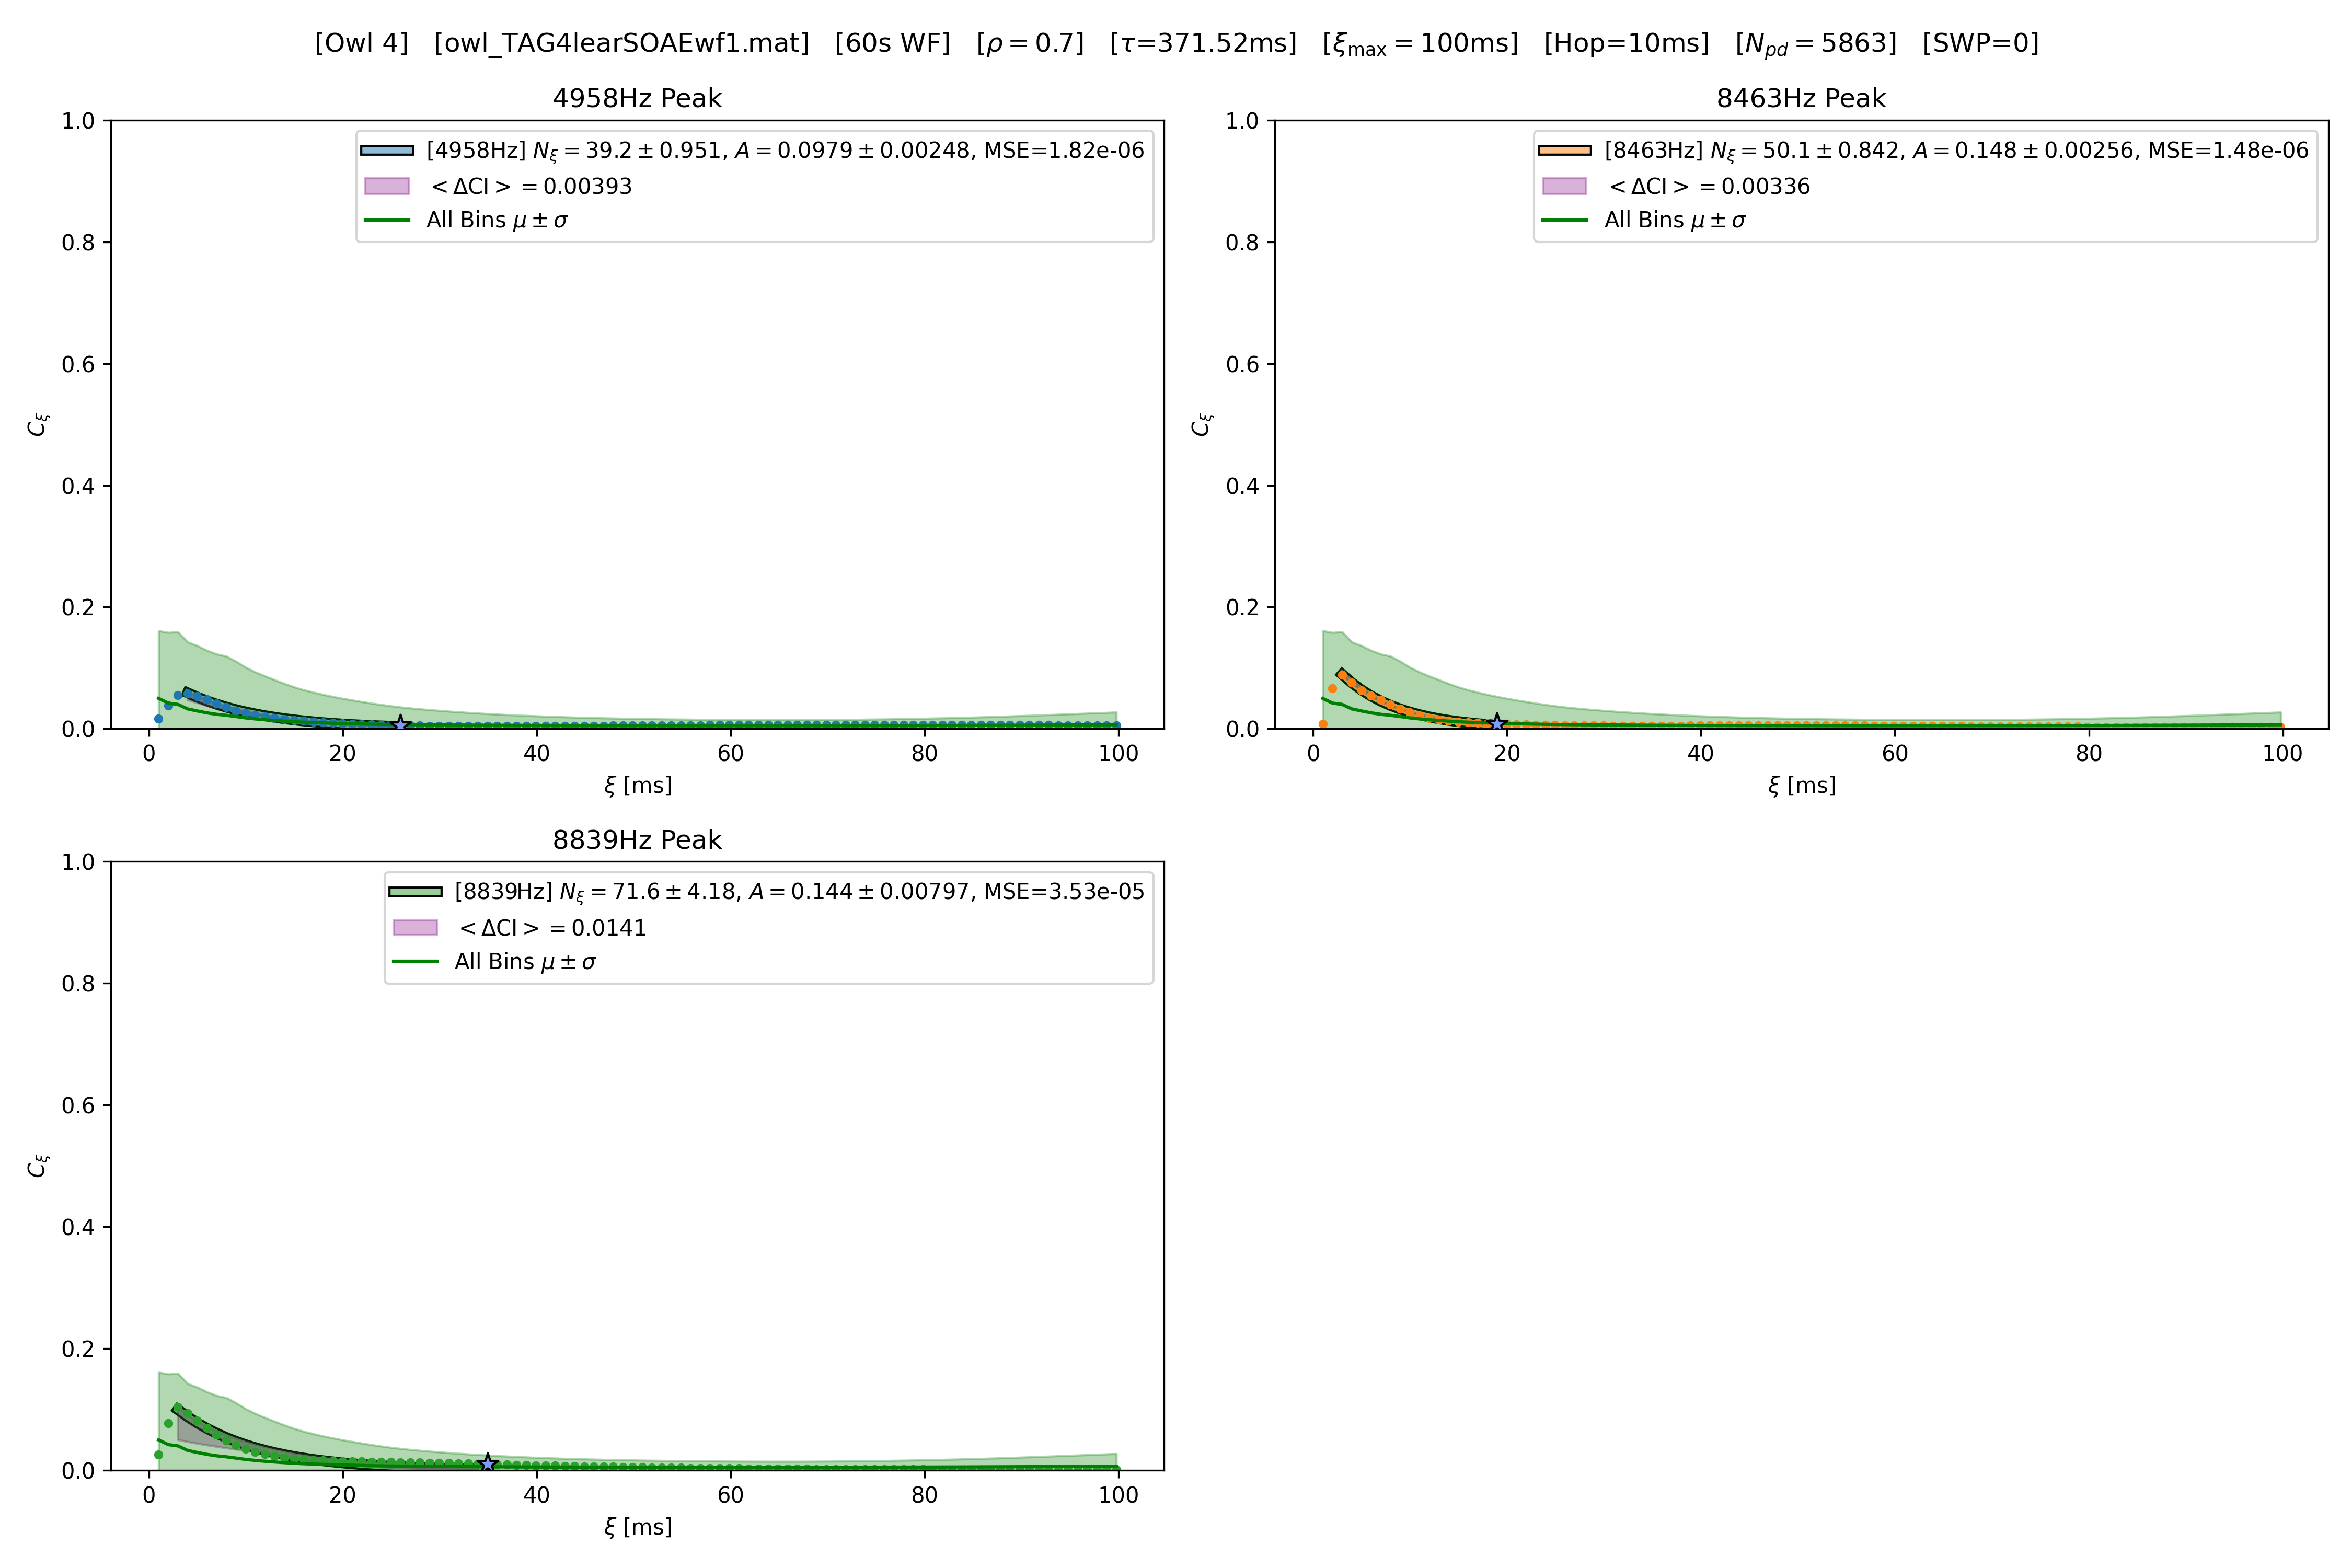 [Owl 4] [owl_TAG4learSOAEwf1.mat] [60s WF] [ρ = 0.7] [τ=371.52ms] [ξmax = 100ms] [Hop=10ms] [Npd = 5863] [SWP=0]
4958Hz Peak
1.0
0.8
0.6
0.4
0.2
0.0
Cξ
[4958Hz] Nξ = 39.2 ± 0.951, A = 0.0979 ± 0.00248, MSE=1.82e-06
< ΔCI > = 0.00393
All Bins μ ± σ
0 20 40 60 80 100
ξ [ms]
8463Hz Peak
1.0
0.8
0.6
0.4
0.2
0.0
Cξ
[8463Hz] Nξ = 50.1 ± 0.842, A = 0.148 ± 0.00256, MSE=1.48e-06
< ΔCI > = 0.00336
All Bins μ ± σ
0 20 40 60 80 100
ξ [ms]
8839Hz Peak
1.0
0.8
0.6
0.4
0.2
0.0
Cξ
[8839Hz] Nξ = 71.6 ± 4.18, A = 0.144 ± 0.00797, MSE=3.53e-05
< ΔCI > = 0.0141
All Bins μ ± σ
0 20 40 60 80 100
ξ [ms]